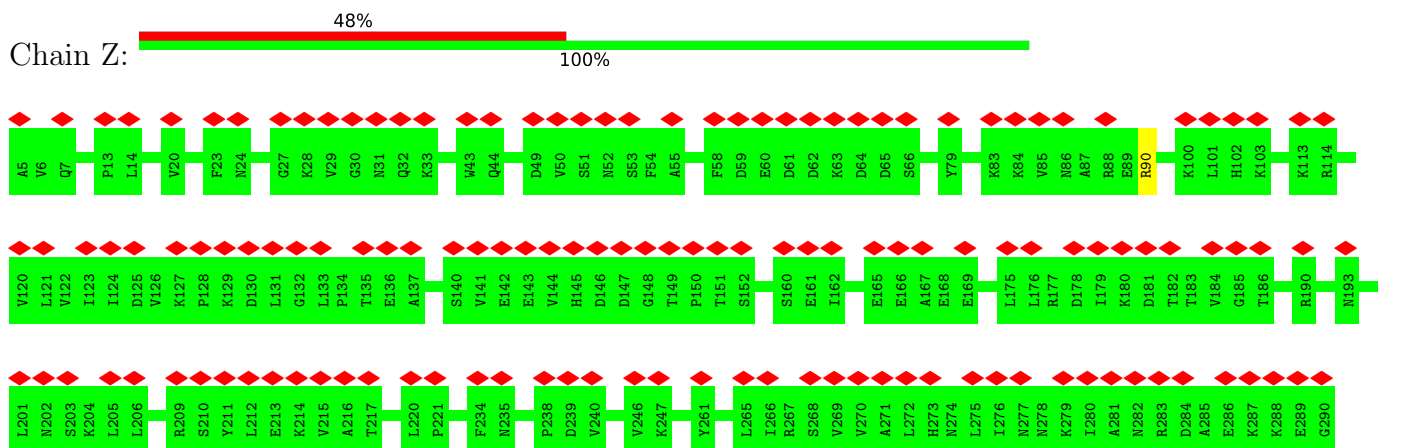 48%
Chain Z:
100%
A5 V6 Q7 P13 L14 V20 F23 N24 G27 K28 V29 G30 N31 Q32 K33 W43 Q44 D49 V50 S51 N52 S53 F54 A55 F58 D59 E60 D61 D62 K63 D64 D65 S66 Y79 K83 K84 V85 N86 A87 R88 E89 R90 K100 L101 H102 K103 K113 R114
V120 L121 V122 I123 I124 D125 V126 K127 P128 K129 D130 L131 G132 L133 P134 T135 E136 A137 S140 V141 E142 E143 V144 H145 D146 D147 G148 T149 P150 T151 S152 S160 E161 I162 E165 E166 A167 E168 E169 L175 L176 R177 D178 I179 K180 D181 T182 T183 V184 G185 T186 R190 N193
L201 N202 S203 K204 L205 L206 R209 S210 Y211 L212 E213 K214 V215 A216 T217 L220 P221 F234 N235 P238 D239 V240 V246 K247 Y261 L265 I266 R267 S268 V269 V270 A271 L272 H273 N274 L275 I276 N277 N278 K279 I280 A281 N282 R283 D284 A285 E286 K287 K288 E289 G290